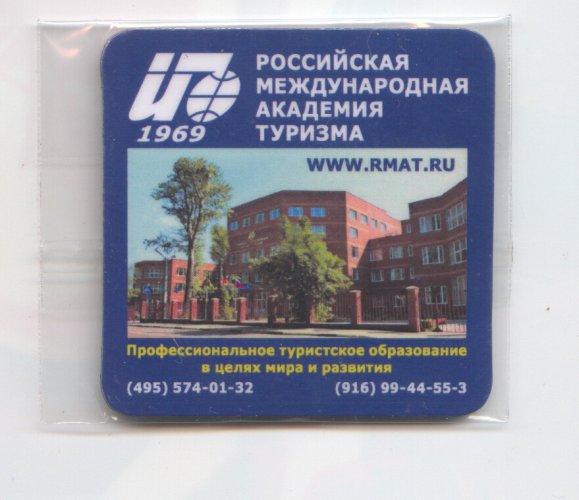 РОССИЙСКАЯ
МЕЖДУНАРОДНАЯ
АКАДЕМИЯ
ТУРИЗМА
1969
WWW.RMAT.RU
Профессиональное туристское образование
в целях мира и развития
(495) 574-01-32 (916) 99-44-55-3